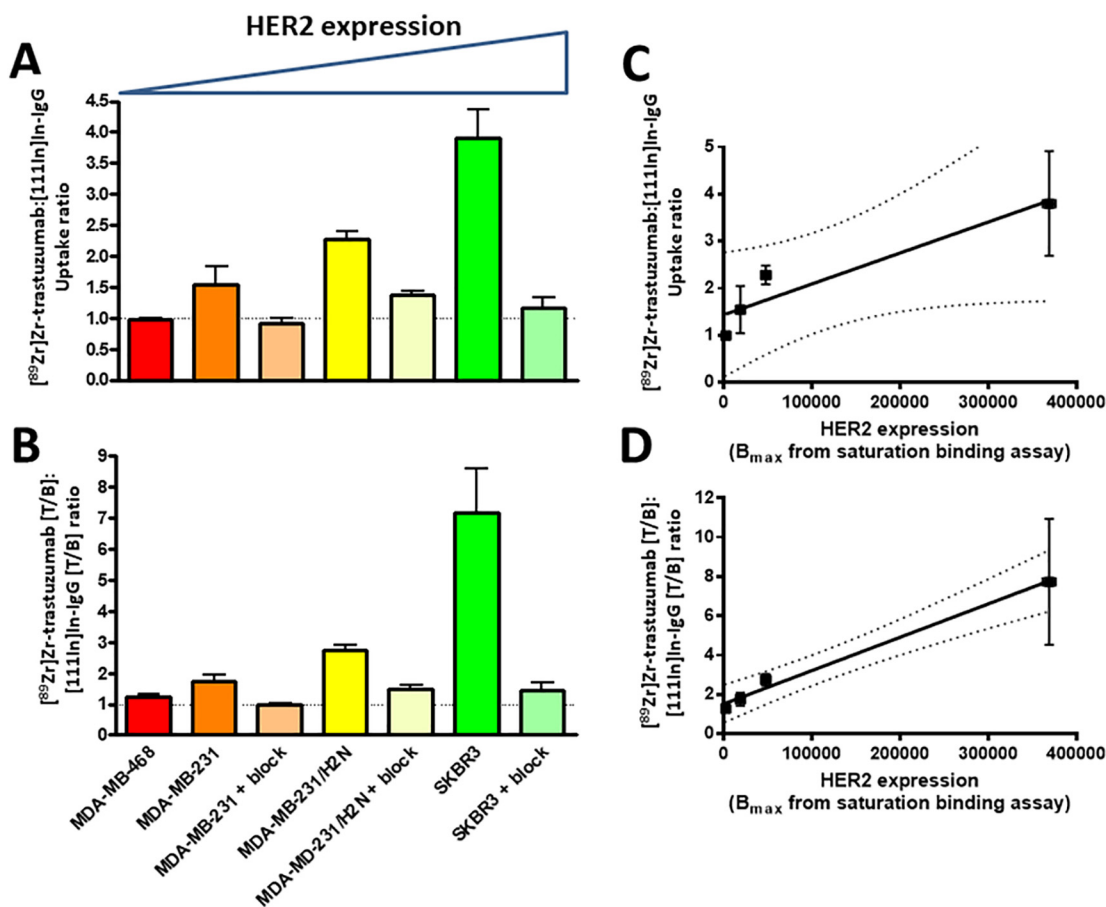 HER2 expression
A
[⁸⁹Zr]Zr-trastuzumab:[111In]In-IgG
Uptake ratio
4.5
4.0
3.5
3.0
2.5
2.0
1.5
1.0
0.5
0.0
B
[⁸⁹Zr]Zr-trastuzumab [T/B]:
[111In]In-IgG [T/B] ratio
9
8
7
6
5
4
3
2
1
0
MDA-MB-468
MDA-MB-231
MDA-MB-231 + block
MDA-MB-231/H2N
MDA-MD-231/H2N + block
SKBR3
SKBR3 + block
C
[⁸⁹Zr]Zr-trastuzumab:[111In]In-IgG
Uptake ratio
5
4
3
2
1
0
0 100000 200000 300000 400000
HER2 expression
(Bmax from saturation binding assay)
D
[⁸⁹Zr]Zr-trastuzumab [T/B]:
[111In]In-IgG [T/B] ratio
12
10
8
6
4
2
0
0 100000 200000 300000 400000
HER2 expression
(Bmax from saturation binding assay)